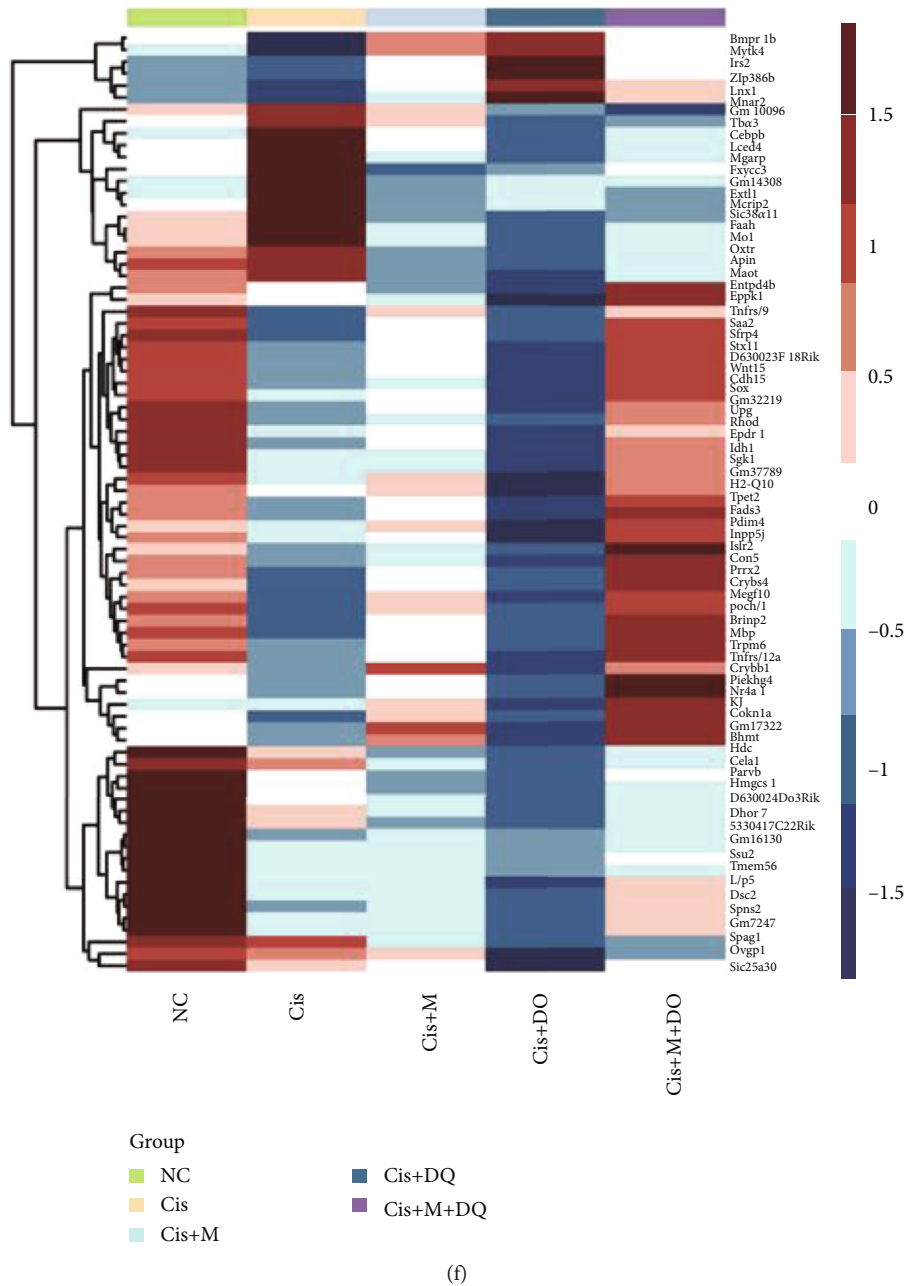 Bmpr 1b
Mytk4
Irs2
ZIp386b
Lnx1
Mnar2
Gm 10096
Tbα3
Cebpb
Lced4
Mgarp
Fxycc3
Gm14308
Extl1
Mcrip2
Sic38α11
Faah
Mo1
Oxtr
Apin
Maot
Entpd4b
Eppk1
Tnfrs/9
Saa2
Sfrp4
Stx11
D630023F 18Rik
Wnt15
Cdh15
Sox
Gm32219
Upg
Rhod
Epdr 1
Idh1
Sgk1
Gm37789
H2-Q10
Tpet2
Fads3
Pdim4
Inpp5j
Islr2
Con5
Prrx2
Crybs4
Megf10
poch/1
Brinp2
Mbp
Trpm6
Tnfrs/12a
Crybb1
Piekhg4
Nr4a 1
KJ
Cokn1a
Gm17322
Bhmt
Hdc
Cela1
Parvb
Hmgcs 1
D630024Do3Rik
Dhor 7
5330417C22Rik
Gm16130
Ssu2
Tmem56
L/p5
Dsc2
Spns2
Gm7247
Spag1
Ovgp1
Sic25a30
1.5
1
0.5
0
−0.5
−1
−1.5
NC
Cis
Cis+M
Cis+DO
Cis+M+DO
Group
NC
Cis
Cis+M
Cis+DQ
Cis+M+DQ
(f)